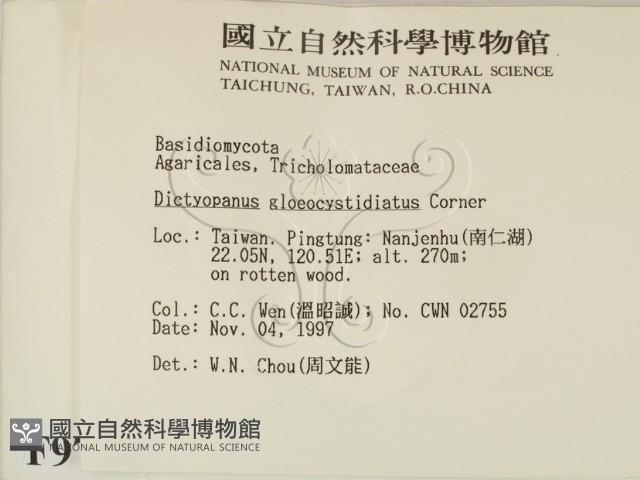 國立自然科學博物館
NATIONAL MUSEUM OF NATURAL SCIENCE
TAICHUNG, TAIWAN, R.O.CHINA
Basidiomycota
Agaricales, Tricholomataceae
Dictyopanus gloeocystidiatus Corner
Loc.: Taiwan. Pingtung: Nanjenhu(南仁湖)
22.05N, 120.51E; alt. 270m;
on rotten wood.
Col.: C.C. Wen(溫昭誠); No. CWN 02755
Date: Nov. 04, 1997
Det.: W.N. Chou(周文能)
國立自然科學博物館
NATIONAL MUSEUM OF NATURAL SCIENCE